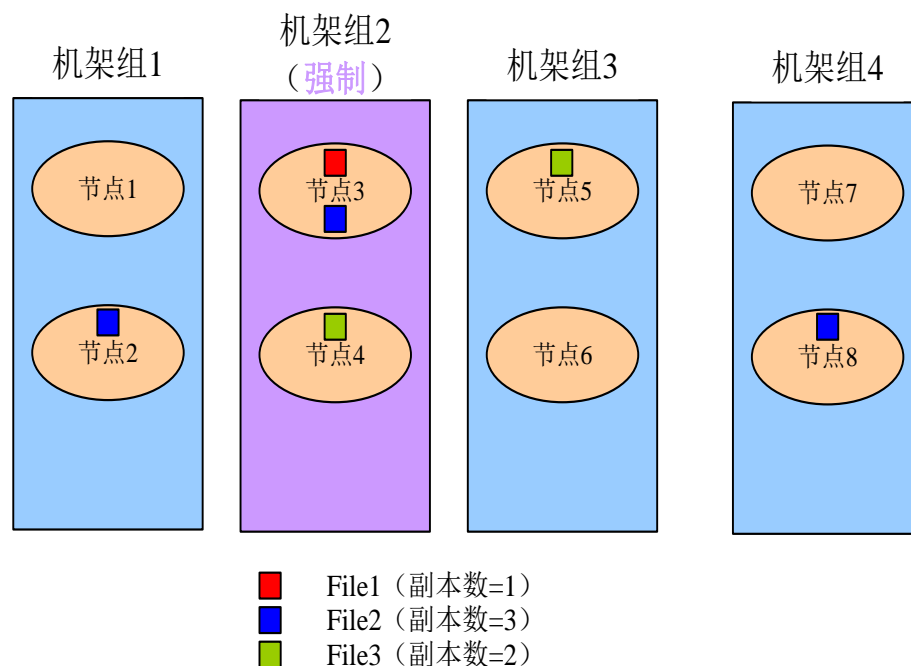 机架组1
机架组2
（强制）
机架组3
机架组4
节点1
节点3
节点5
节点7
节点2
节点4
节点6
节点8
File1（副本数=1）
File2（副本数=3）
File3（副本数=2）